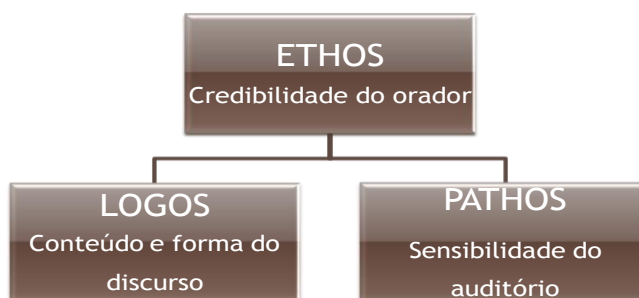 ETHOS
Credibilidade do orador
LOGOS
Conteúdo e forma do
discurso
PATHOS
Sensibilidade do
auditório